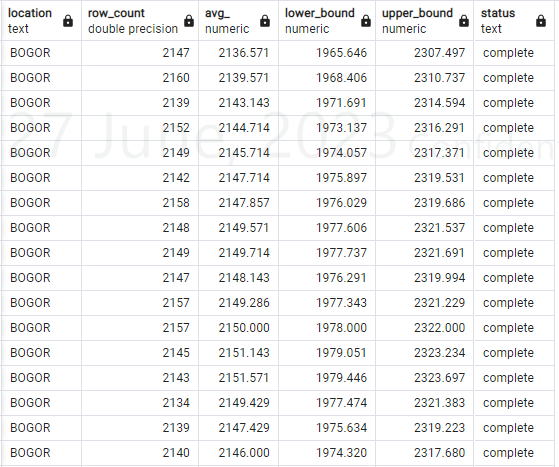 location row_count avg_ lower_bound upper_bound status
text double precision numeric numeric numeric text
BOGOR 2147 2136.571 1965.646 2307.497 complete
BOGOR 2160 2139.571 1968.406 2310.737 complete
BOGOR 2139 2143.143 1971.691 2314.594 complete
BOGOR 2152 2144.714 1973.137 2316.291 complete
27 June, 2023 confiden
BOGOR 2149 2145.714 1974.057 2317.371 complete
BOGOR 2142 2147.714 1975.897 2319.531 complete
BOGOR 2158 2147.857 1976.029 2319.686 complete
BOGOR 2148 2149.571 1977.606 2321.537 complete
BOGOR 2149 2149.714 1977.737 2321.691 complete
BOGOR 2147 2148.143 1976.291 2319.994 complete
BOGOR 2157 2149.286 1977.343 2321.229 complete
BOGOR 2157 2150.000 1978.000 2322.000 complete
BOGOR 2145 2151.143 1979.051 2323.234 complete
BOGOR 2143 2151.571 1979.446 2323.697 complete
BOGOR 2134 2149.429 1977.474 2321.383 complete
BOGOR 2139 2147.429 1975.634 2319.223 complete
BOGOR 2140 2146.000 1974.320 2317.680 complete